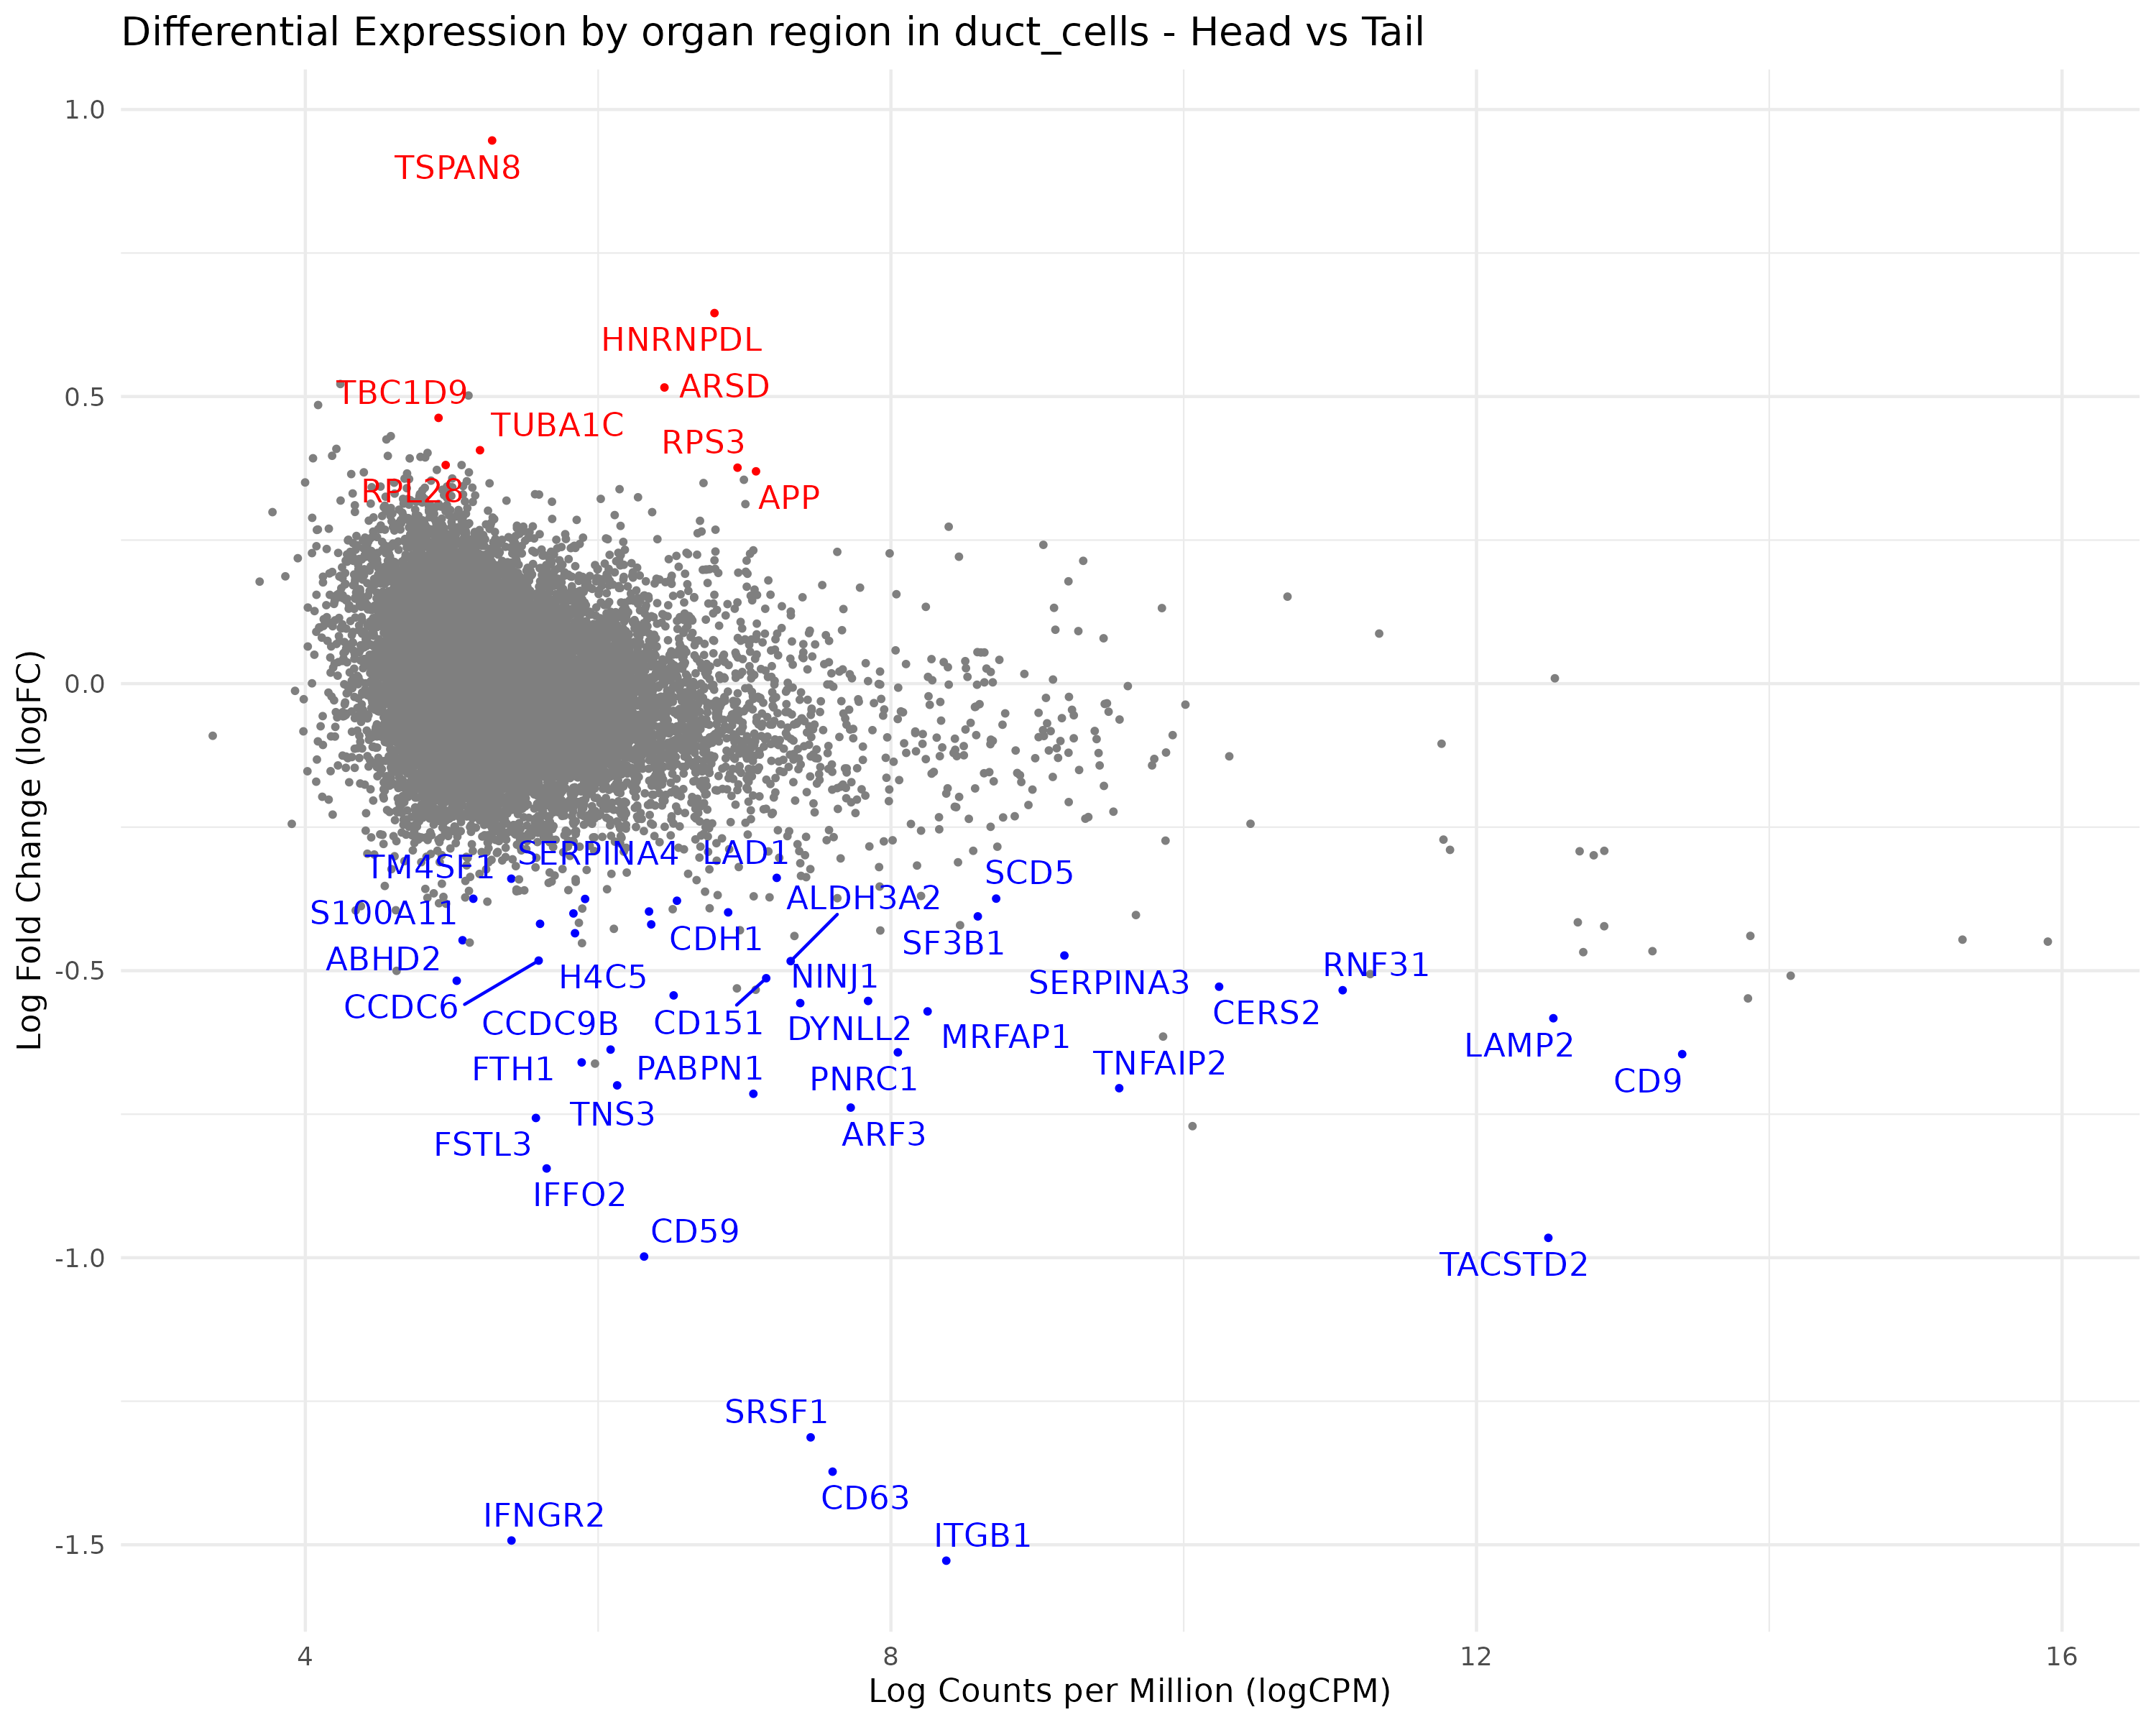 Differential Expression by organ region in duct_cells - Head vs Tail
1.0
TSPAN8
HNRNPDL
ARSD
TBC1D9
0.5
TUBA1C
RPS3
RPL28
APP
0.0
Log Fold Change (logFC)
TM4SF1
SERPINA4
LAD1
SCD5
ALDH3A2
S100A11
CDH1
SF3B1
ABHD2
RNF31
-0.5
H4C5
NINJ1
SERPINA3
CCDC6
CERS2
CCDC9B
CD151
DYNLL2
MRFAP1
LAMP2
TNFAIP2
FTH1
PABPN1
PNRC1
CD9
TNS3
ARF3
FSTL3
IFFO2
CD59
-1.0
TACSTD2
SRSF1
CD63
IFNGR2
ITGB1
-1.5
4
8
12
16
Log Counts per Million (logCPM)